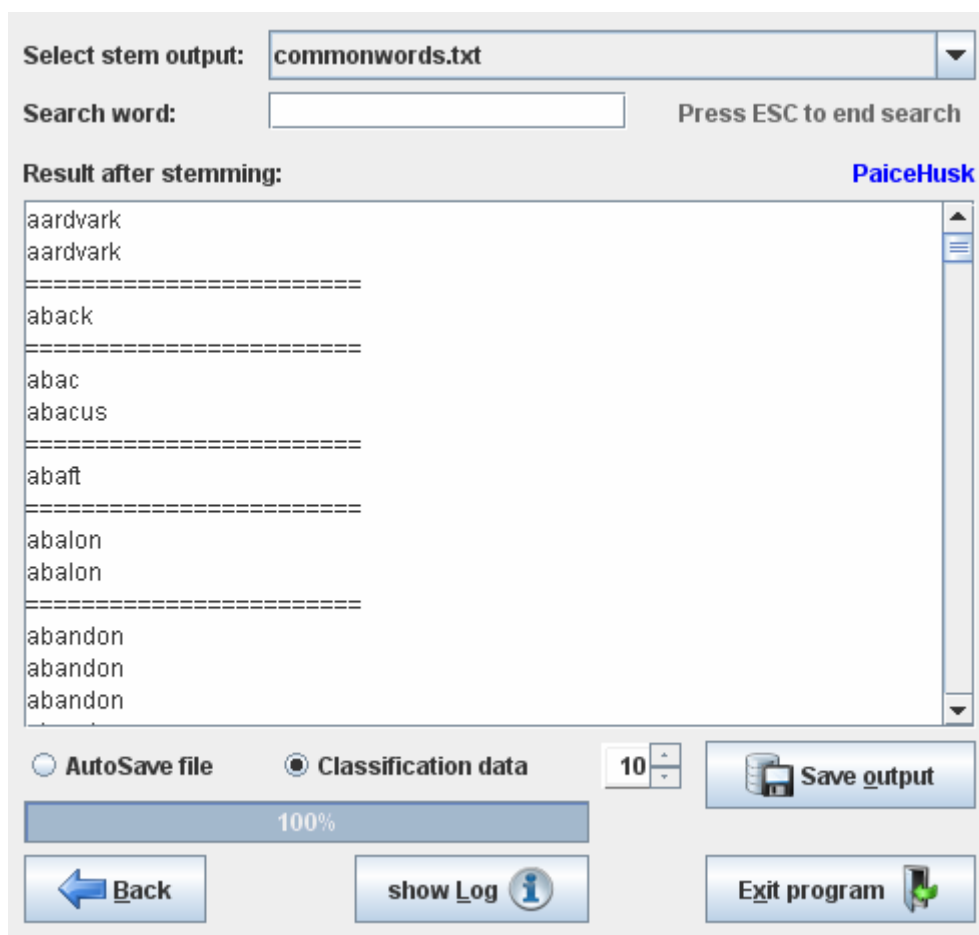 Select stem output: commonwords.txt
Search word: Press ESC to end search
Result after stemming: PaiceHusk
aardvark
aardvark
========================
aback
========================
abac
abacus
========================
abaft
========================
abalon
abalon
========================
abandon
abandon
abandon
AutoSave file Classification data 10 Save output
100%
Back show Log Exit program